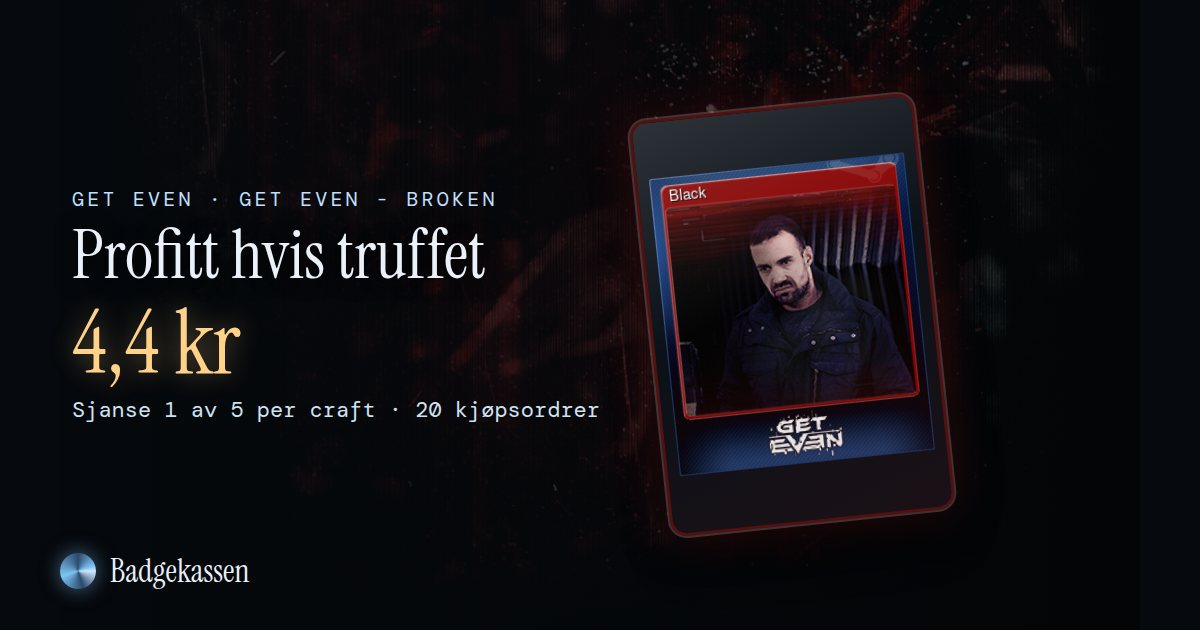 GET EVEN · GET EVEN - BROKEN
Profitt hvis truffet
4,4 kr
Sjanse 1 av 5 per craft · 20 kjøpsordrer
Black
GET
EVEN
Badgekassen